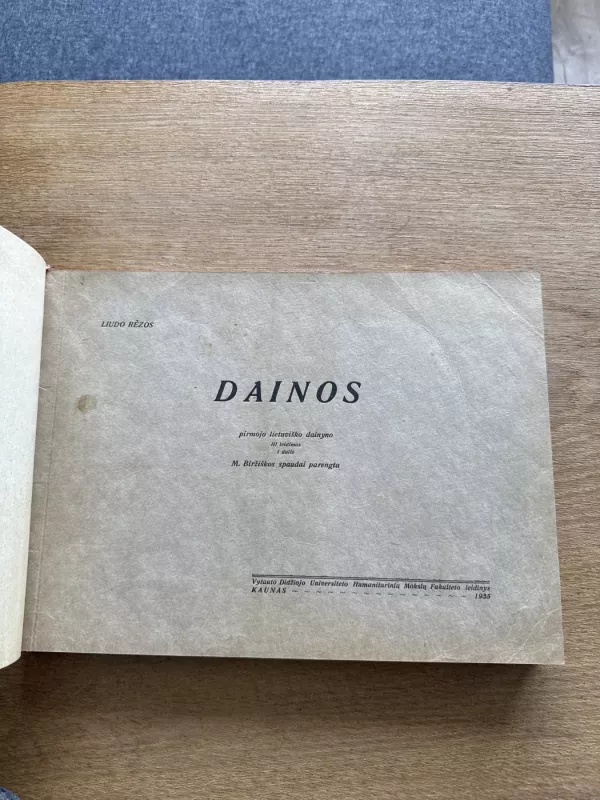 LIUDO RĖZOS
DAINOS
pirmojo lietuviško dainyno
III leidimas
I dalis
M. Biržiškos spaudai parengta
Vytauto Didžiojo Universiteto Humanitarinių Mokslų Fakulteto leidinys
KAUNAS – – – – – – – – – – – – – – – – – 1935